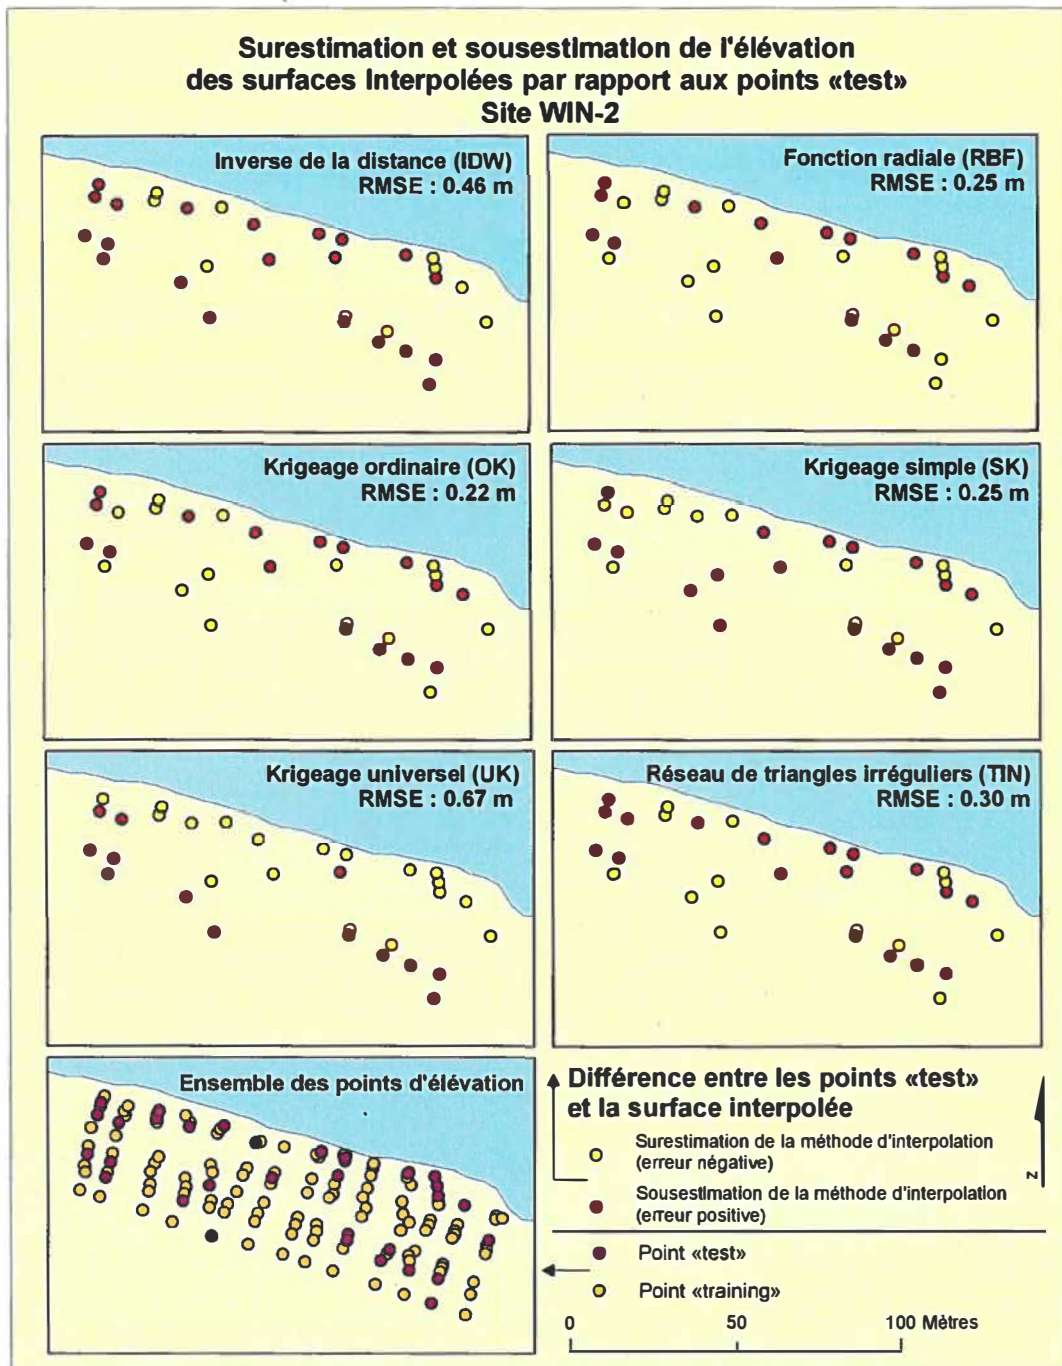 Surestimation et sousestimation de l'élévation
des surfaces Interpolées par rapport aux points «test»
Site WIN-2
Inverse de la distance (IDW)
RMSE : 0.46 m
Fonction radiale (RBF)
RMSE : 0.25 m
Krigeage ordinaire (OK)
RMSE : 0.22 m
Krigeage simple (SK)
RMSE : 0.25 m
Krigeage universel (UK)
RMSE : 0.67 m
Réseau de triangles irréguliers (TIN)
RMSE : 0.30 m
Ensemble des points d'élévation
Différence entre les points «test»
et la surface interpolée
Surestimation de la méthode d'interpolation
(erreur négative)
Sousestimation de la méthode d'interpolation
(erreur positive)
Point «test»
Point «training»
N
0 50 100 Mètres